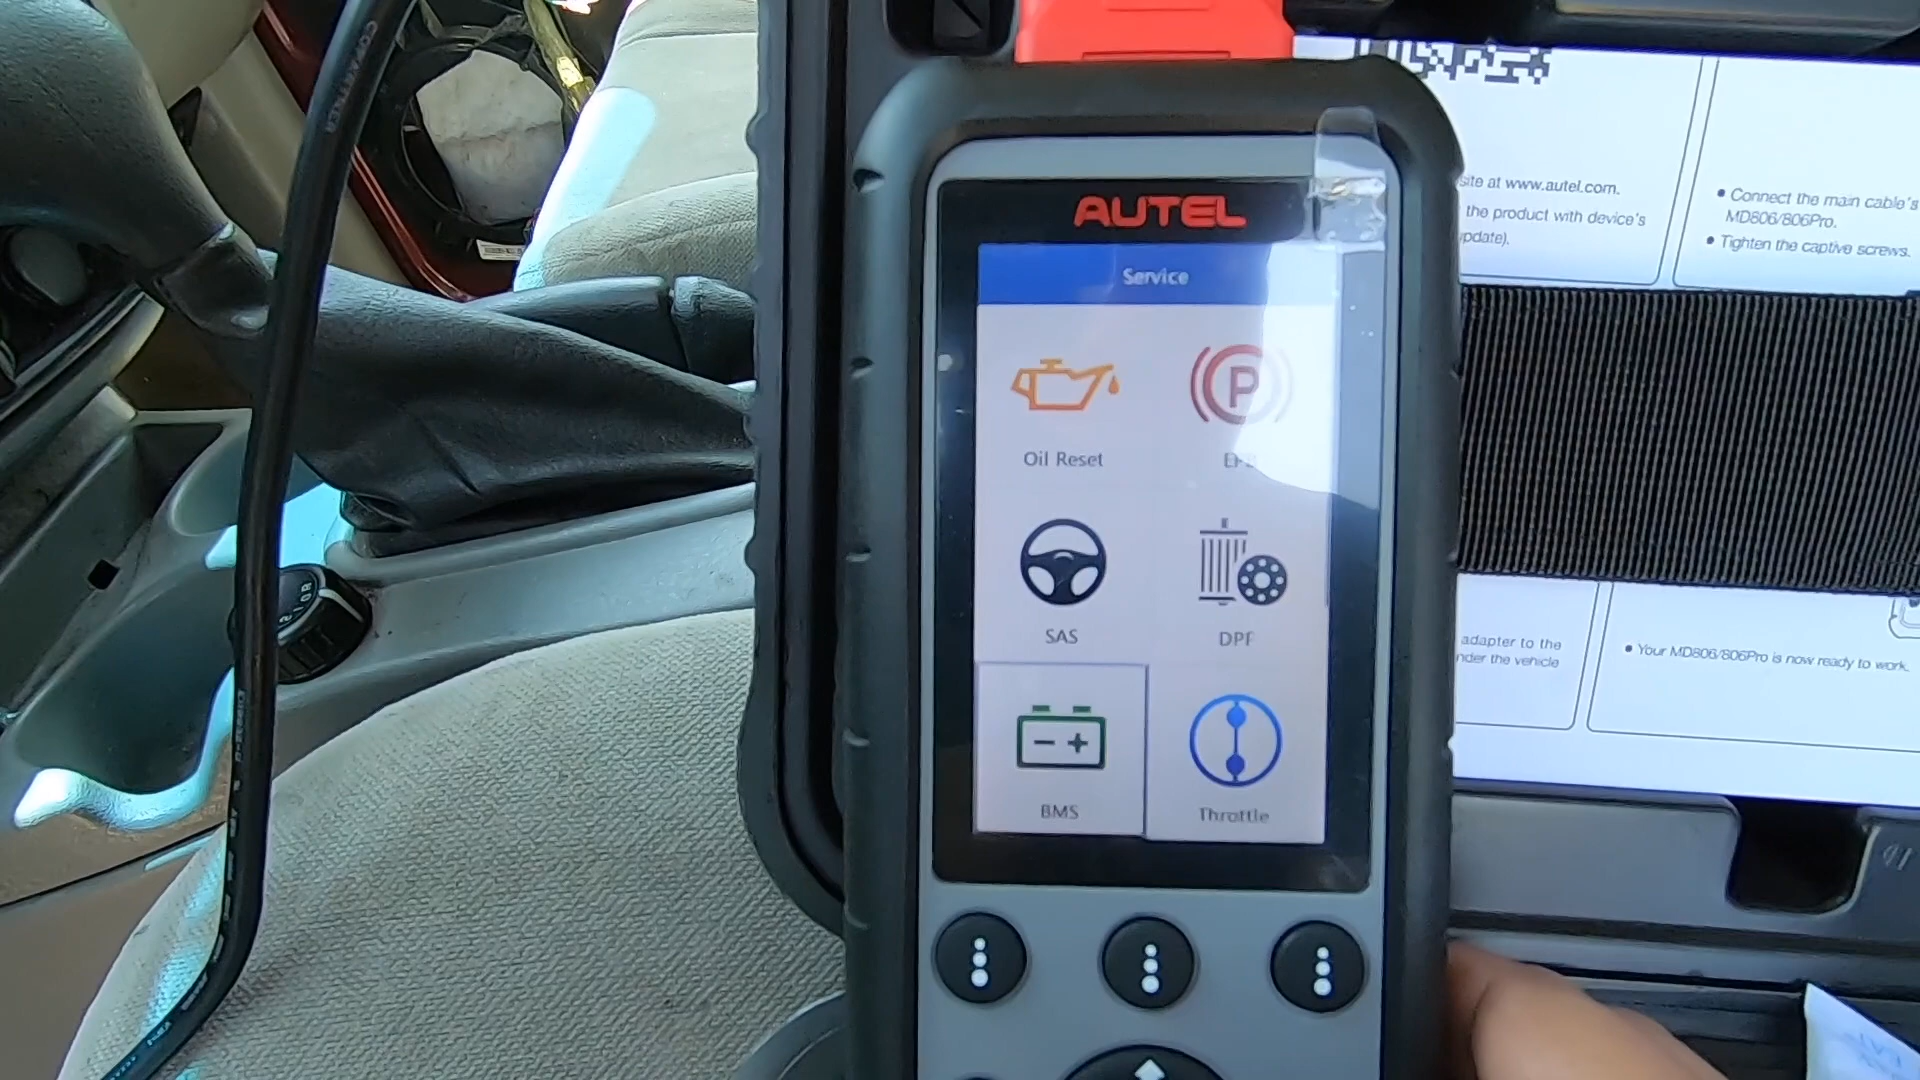 AUTEL
Service
Oil Reset
P
SAS
DPF
BMS
Throttle
site at www.autel.com.
the product with device's
• Connect the main cable's
MD806/806Pro.
• Tighten the captive screws.
adapter to the
under the vehicle
• Your MD806/806Pro is now ready to work.